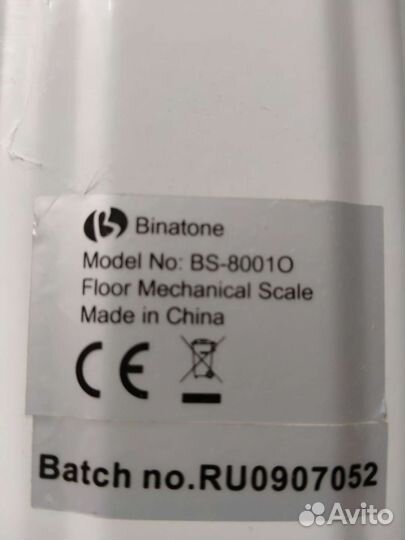 Binatone
Model No: BS-8001O
Floor Mechanical Scale
Made in China
CE
Batch no.RU0907052
Avito